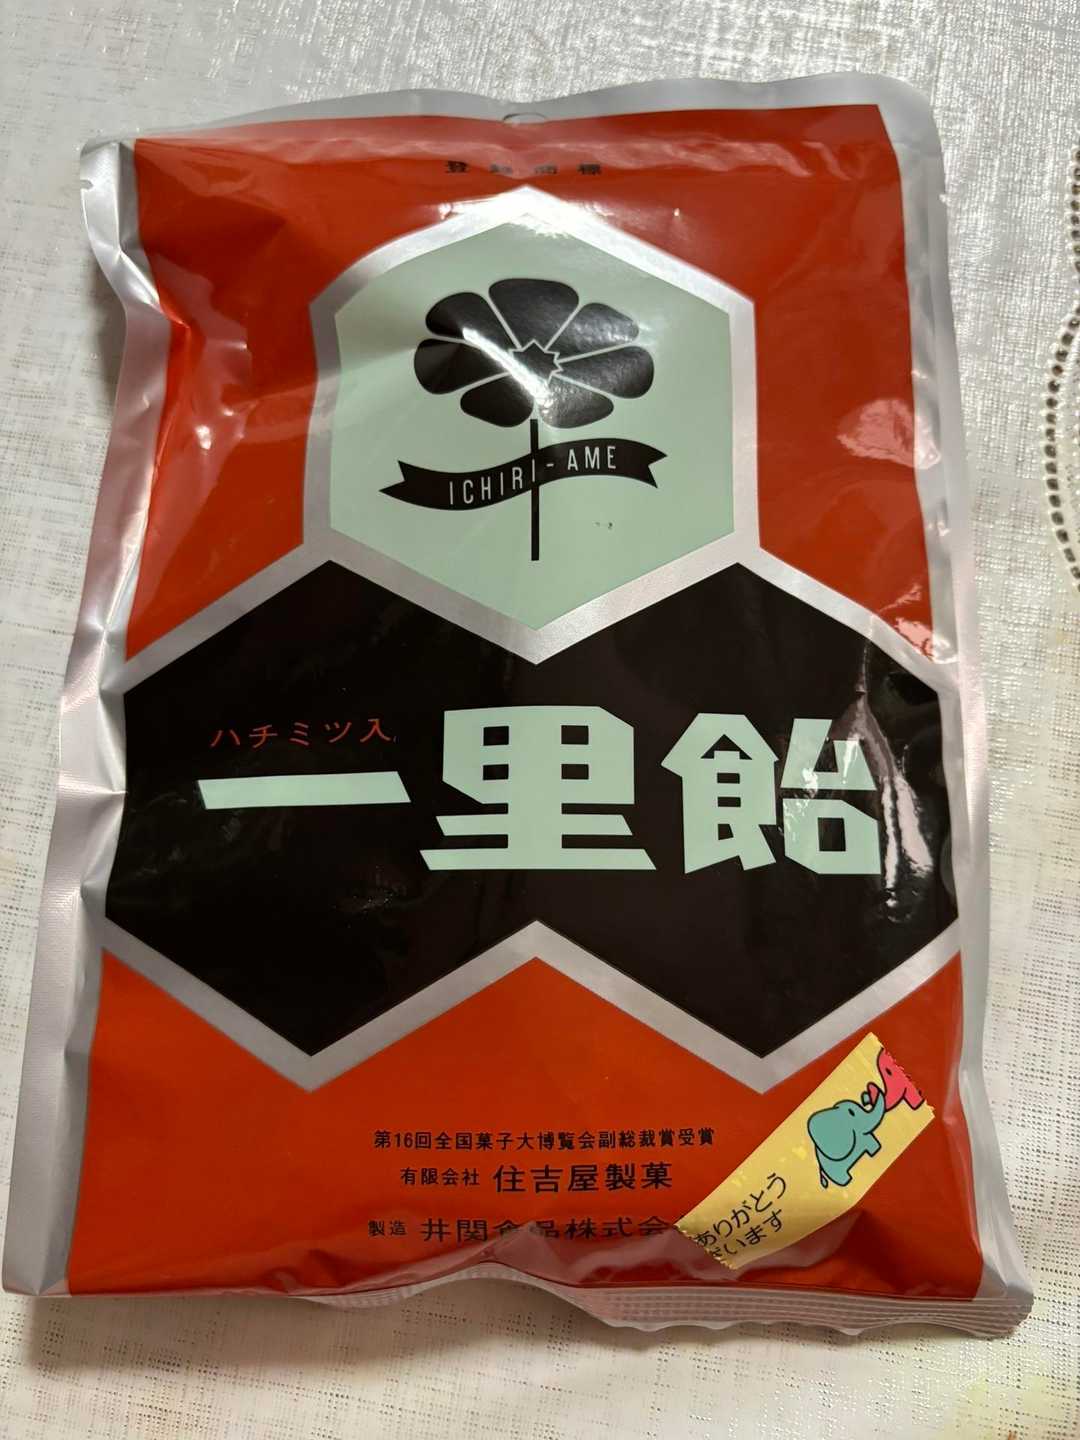 登録商標
ICHIRI-AME
ハチミツ入
一里飴
第16回全国菓子大博覧会副総裁賞受賞
有限会社 住吉屋製菓
製造 井関食品株式会
ありがとう
ざいます